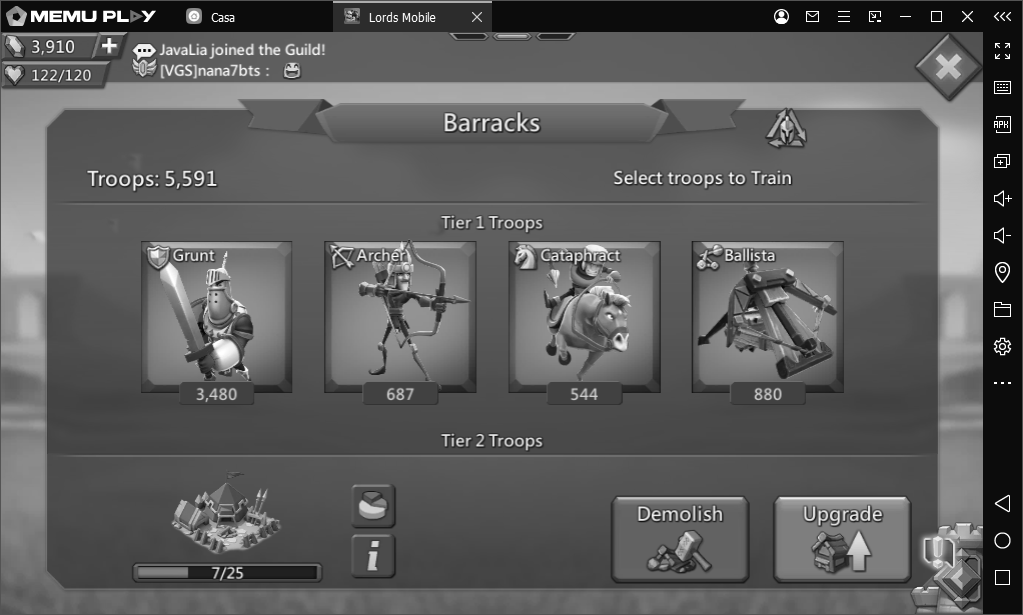 MEMU PLAY
Casa
Lords Mobile
3,910
JavaLia joined the Guild!
122/120
[VGS]nana7bts :
APK
Barracks
Troops: 5,591
Select troops to Train
Tier 1 Troops
Grunt
Archer
Cataphract
Ballista
3,480
687
544
880
Tier 2 Troops
Demolish
Upgrade
i
7/25